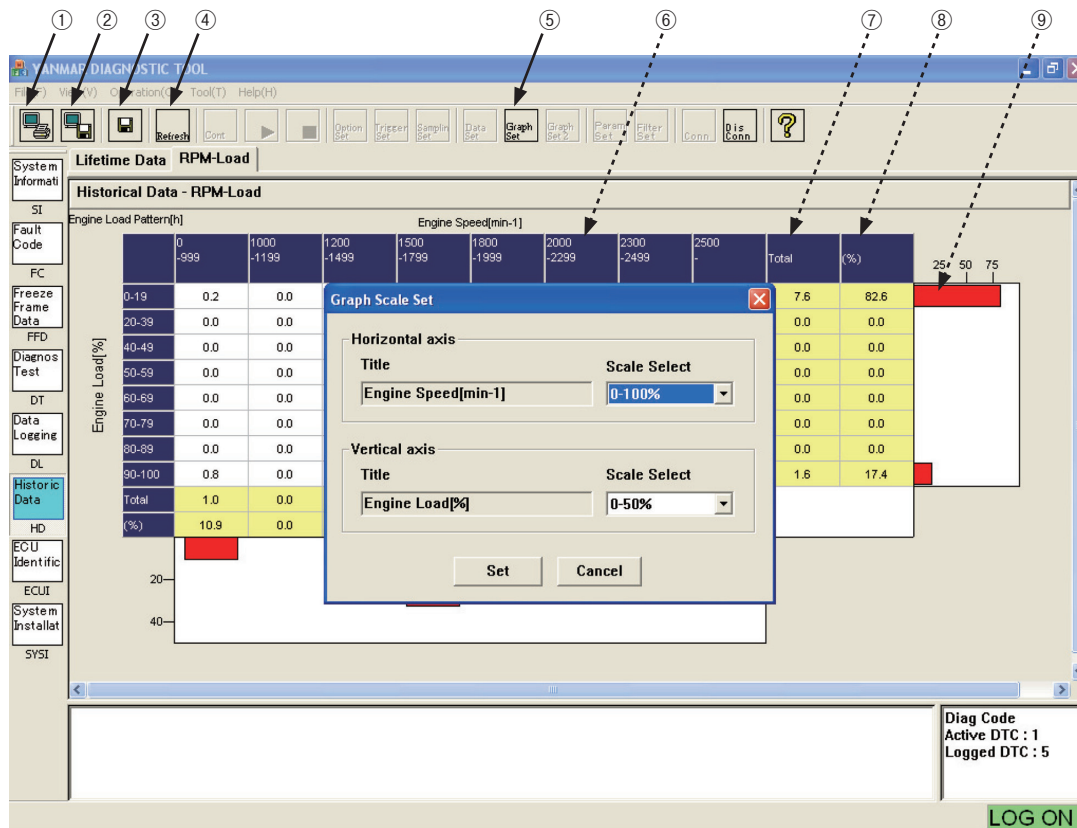 ① ② ③ ④ ⑤ ⑥ ⑦ ⑧ ⑨
YANMAR DIAGNOSTIC TOOL
File(F) View(V) Operation(O) Tool(T) Help(H)
Refresh Cont Option Set Trigger Set Samplin Set Data Set Graph Set Graph Set2 Param Set Filter Set Conn Dis Conn ?
Lifetime Data RPM-Load
Historical Data - RPM-Load
System Informati
SI
Fault Code
FC
Freeze Frame Data
FFD
Diagnos Test
DT
Data Logging
DL
Historic Data
HD
ECU Identific
ECUI
System Installat
SYSI
Engine Load Pattern[h] Engine Speed[min-1]
0 -999 1000 -1199 1200 -1499 1500 -1799 1800 -1999 2000 -2299 2300 -2499 2500 - Total (%)
25 50 75
Engine Load[%]
0-19 0.2 0.0 7.6 82.6
20-39 0.0 0.0 0.0 0.0
40-49 0.0 0.0 0.0 0.0
50-59 0.0 0.0 0.0 0.0
60-69 0.0 0.0 0.0 0.0
70-79 0.0 0.0 0.0 0.0
80-89 0.0 0.0 0.0 0.0
90-100 0.8 0.0 1.6 17.4
Total 1.0 0.0
(%) 10.9 0.0
20
40
Graph Scale Set
Horizontal axis
Title Scale Select
Engine Speed[min-1] 0-100%
Vertical axis
Title Scale Select
Engine Load[%] 0-50%
Set Cancel
Diag Code
Active DTC : 1
Logged DTC : 5
LOG ON